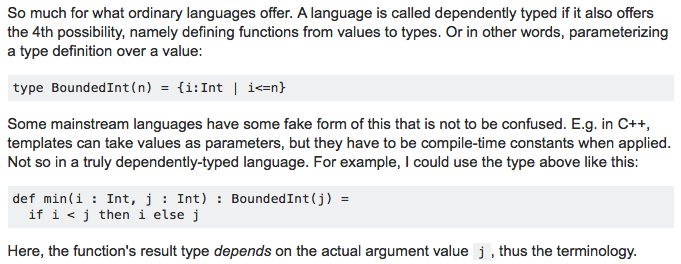 So much for what ordinary languages offer. A language is called dependently typed if it also offers
the 4th possibility, namely defining functions from values to types. Or in other words, parameterizing
a type definition over a value:
type BoundedInt(n) = {i:Int | i<=n}
Some mainstream languages have some fake form of this that is not to be confused. E.g. in C++,
templates can take values as parameters, but they have to be compile-time constants when applied.
Not so in a truly dependently-typed language. For example, I could use the type above like this:
def min(i : Int, j : Int) : BoundedInt(j) =
  if i < j then i else j
Here, the function's result type depends on the actual argument value j , thus the terminology.